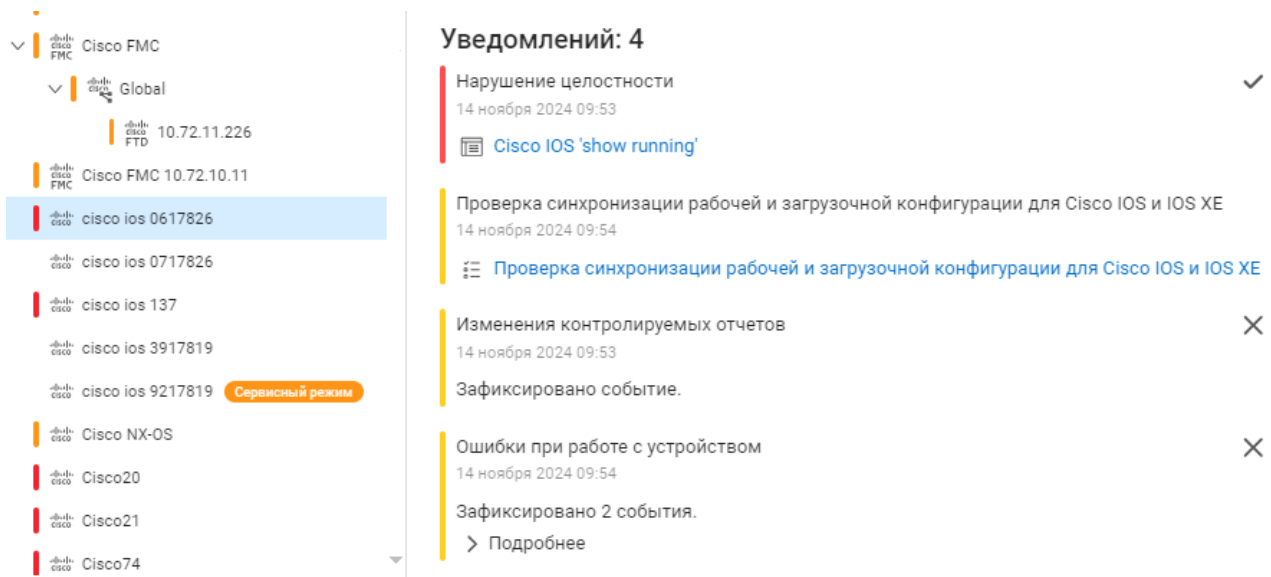 Cisco FMC
Global
10.72.11.226
Cisco FMC 10.72.10.11
cisco ios 0617826
cisco ios 0717826
cisco ios 137
cisco ios 3917819
cisco ios 9217819 Сервисный режим
Cisco NX-OS
Cisco20
Cisco21
Cisco74
Уведомлений: 4
Нарушение целостности
14 ноября 2024 09:53
Cisco IOS 'show running'
Проверка синхронизации рабочей и загрузочной конфигурации для Cisco IOS и IOS XE
14 ноября 2024 09:54
Проверка синхронизации рабочей и загрузочной конфигурации для Cisco IOS и IOS XE
Изменения контролируемых отчетов
14 ноября 2024 09:53
Зафиксировано событие.
Ошибки при работе с устройством
14 ноября 2024 09:54
Зафиксировано 2 события.
Подробнее